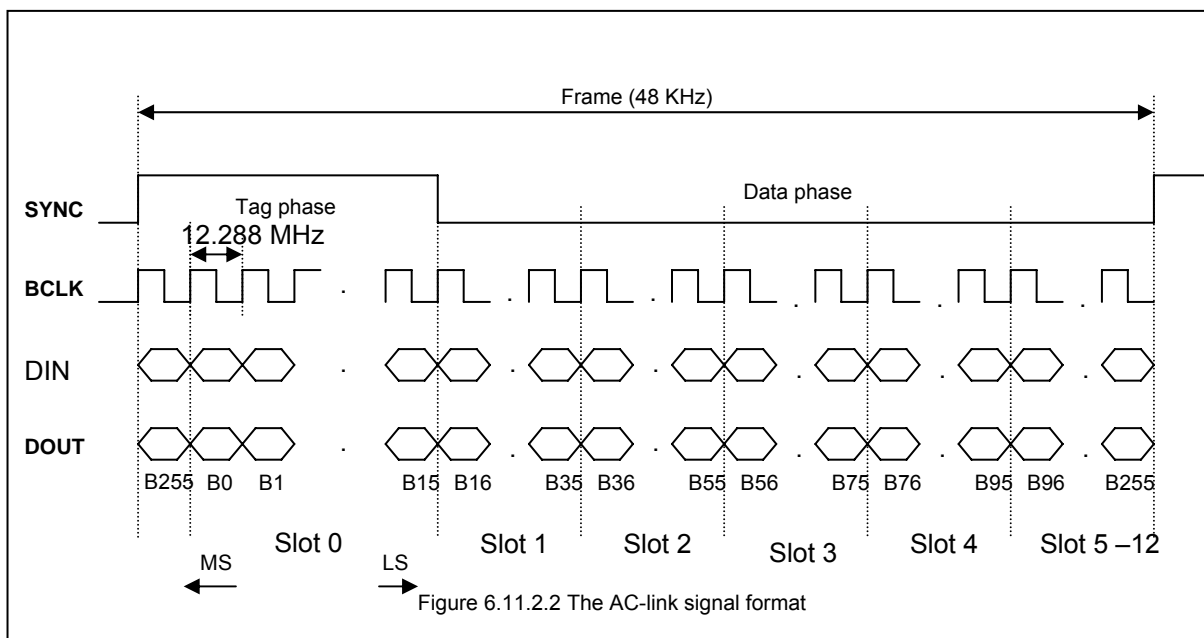 Frame (48 KHz)
SYNC
Tag phase
Data phase
12.288 MHz
BCLK
DIN
DOUT
B255 B0 B1 B15 B16 B35 B36 B55 B56 B75 B76 B95 B96 B255
Slot 0 Slot 1 Slot 2 Slot 3 Slot 4 Slot 5 –12
MS LS
Figure 6.11.2.2 The AC-link signal format